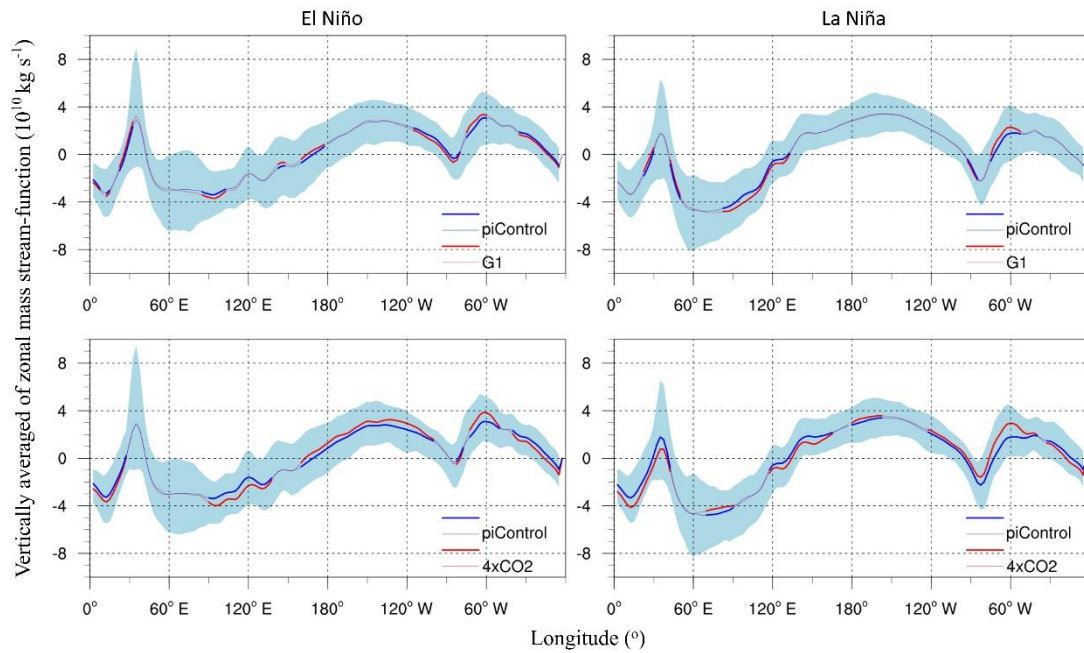 El Niño
La Niña
Vertically averaged of zonal mass stream-function (10¹⁰ kg s⁻¹)
8
4
0
-4
-8
piControl
G1
0° 60° E 120° E 180° 120° W 60° W
8
4
0
-4
-8
piControl
G1
0° 60° E 120° E 180° 120° W 60° W
8
4
0
-4
-8
piControl
4xCO2
0° 60° E 120° E 180° 120° W 60° W
8
4
0
-4
-8
piControl
4xCO2
0° 60° E 120° E 180° 120° W 60° W
Longitude (°)